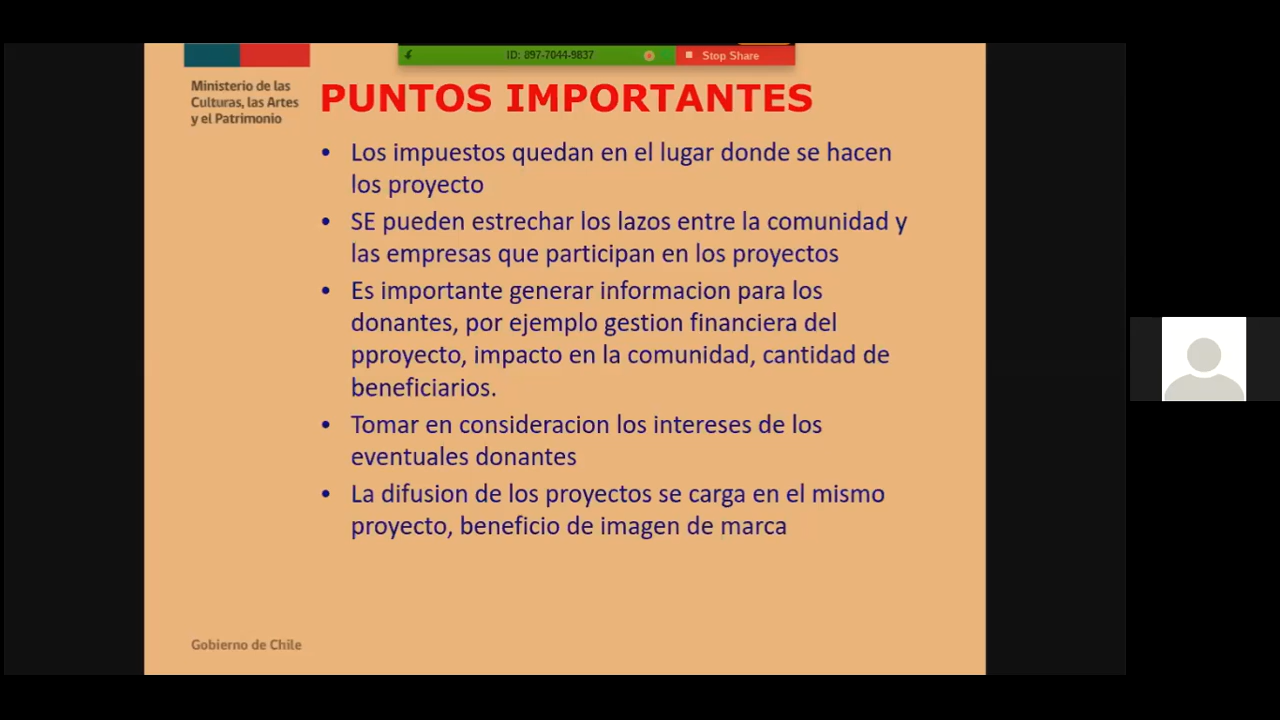 ID: 897-7044-9837
Stop Share
Ministerio de las
Culturas, las Artes
y el Patrimonio
PUNTOS IMPORTANTES
• Los impuestos quedan en el lugar donde se hacen
los proyecto
• SE pueden estrechar los lazos entre la comunidad y
las empresas que participan en los proyectos
• Es importante generar informacion para los
donantes, por ejemplo gestion financiera del
pproyecto, impacto en la comunidad, cantidad de
beneficiarios.
• Tomar en consideracion los intereses de los
eventuales donantes
• La difusion de los proyectos se carga en el mismo
proyecto, beneficio de imagen de marca
Gobierno de Chile